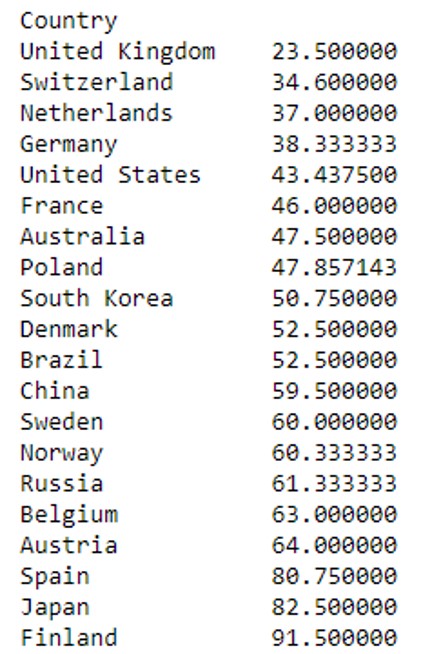 Country
United Kingdom    23.500000
Switzerland       34.600000
Netherlands       37.000000
Germany           38.333333
United States     43.437500
France            46.000000
Australia         47.500000
Poland            47.857143
South Korea       50.750000
Denmark           52.500000
Brazil            52.500000
China             59.500000
Sweden            60.000000
Norway            60.333333
Russia            61.333333
Belgium           63.000000
Austria           64.000000
Spain             80.750000
Japan             82.500000
Finland           91.500000